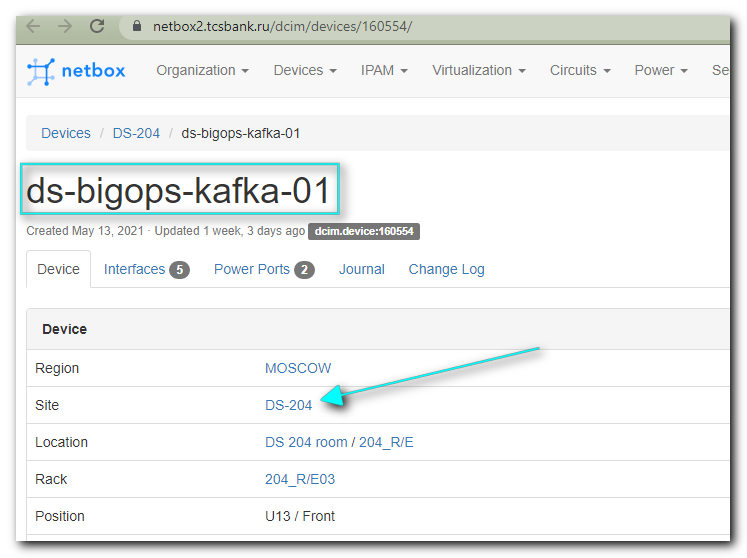 netbox2.tcsbank.ru/dcim/devices/160554/
netbox Organization Devices IPAM Virtualization Circuits Power Se
Devices / DS-204 / ds-bigops-kafka-01
ds-bigops-kafka-01
Created May 13, 2021 · Updated 1 week, 3 days ago dcim.device:160554
Device Interfaces 5 Power Ports 2 Journal Change Log
Device
Region MOSCOW
Site DS-204
Location DS 204 room / 204_R/E
Rack 204_R/E03
Position U13 / Front